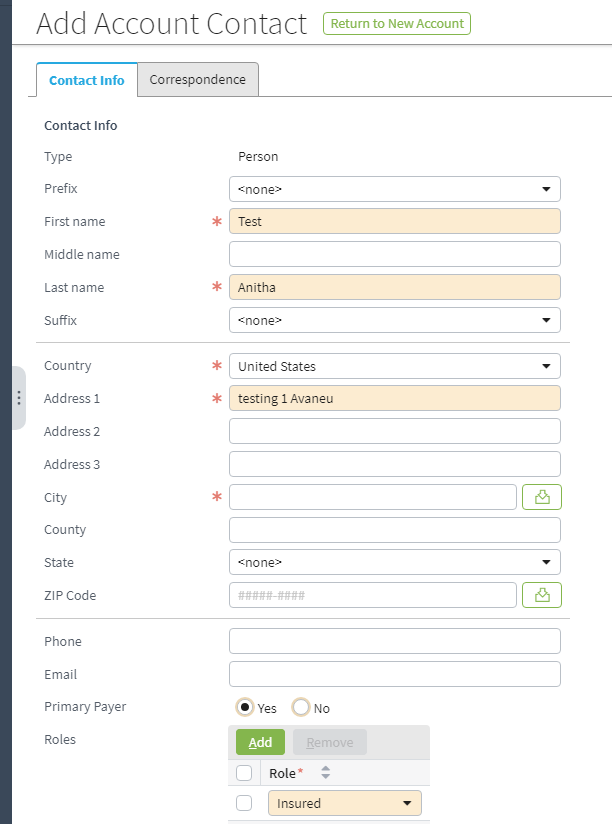 Add Account Contact Return to New Account
Contact Info Correspondence
Contact Info
Type Person
Prefix <none>
First name * Test
Middle name
Last name * Anitha
Suffix <none>
Country * United States
Address 1 * testing 1 Avaneu
Address 2
Address 3
City *
County
State <none>
ZIP Code #####-####
Phone
Email
Primary Payer Yes No
Roles
Add Remove
Role*
Insured